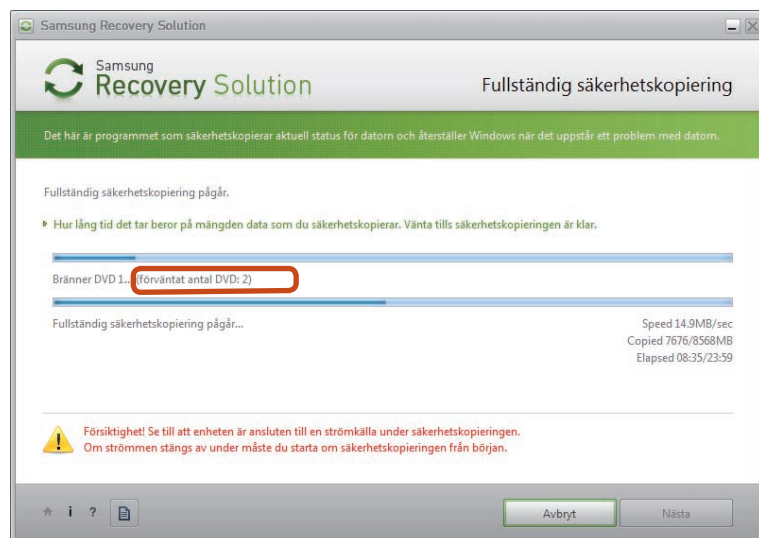 Samsung Recovery Solution
Samsung
Recovery Solution
Fullständig säkerhetskopiering
Det här är programmet som säkerhetskopierar aktuell status för datorn och återställer Windows när det uppstår ett problem med datorn.
Fullständig säkerhetskopiering pågår.
Hur lång tid det tar beror på mängden data som du säkerhetskopierar. Vänta tills säkerhetskopieringen är klar.
Bränner DVD 1... (förväntat antal DVD: 2)
Fullständig säkerhetskopiering pågår...
Speed 14.9MB/sec
Copied 7676/8568MB
Elapsed 08:35/23:59
Försiktighet! Se till att enheten är ansluten till en strömkälla under säkerhetskopieringen.
Om strömmen stängs av under måste du starta om säkerhetskopieringen från början.
i ?
Avbryt
Nästa